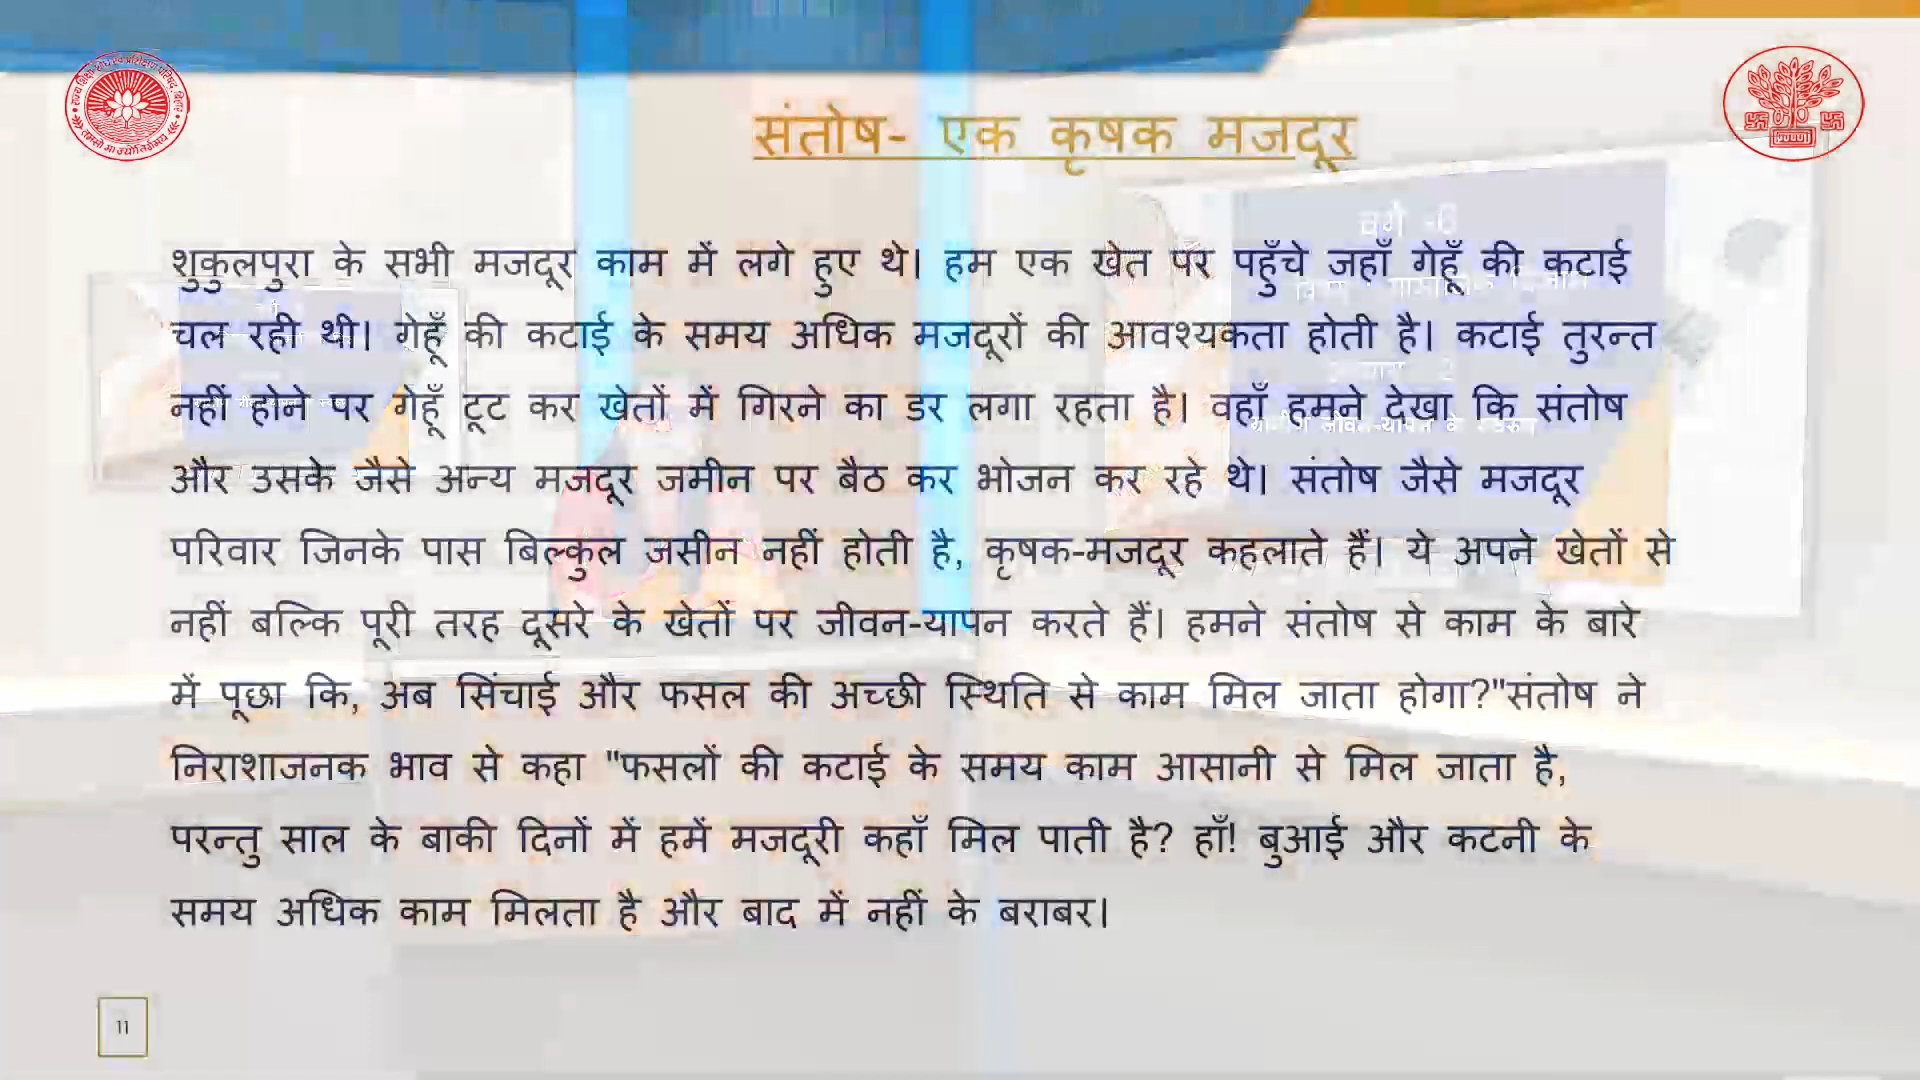 संतोष- एक कृषक मजदूर
शुकुलपुरा के सभी मजदूर काम में लगे हुए थे। हम एक खेत पर पहुँचे जहाँ गेहूँ की कटाई
चल रही थी। गेहूँ की कटाई के समय अधिक मजदूरों की आवश्यकता होती है। कटाई तुरन्त
नहीं होने पर गेहूँ टूट कर खेतों में गिरने का डर लगा रहता है। वहाँ हमने देखा कि संतोष
और उसके जैसे अन्य मजदूर जमीन पर बैठ कर भोजन कर रहे थे। संतोष जैसे मजदूर
परिवार जिनके पास बिल्कुल जसीन नहीं होती है, कृषक-मजदूर कहलाते हैं। ये अपने खेतों से
नहीं बल्कि पूरी तरह दूसरे के खेतों पर जीवन-यापन करते हैं। हमने संतोष से काम के बारे
में पूछा कि, अब सिंचाई और फसल की अच्छी स्थिति से काम मिल जाता होगा?"संतोष ने
निराशाजनक भाव से कहा "फसलों की कटाई के समय काम आसानी से मिल जाता है,
परन्तु साल के बाकी दिनों में हमें मजदूरी कहाँ मिल पाती है? हाँ! बुआई और कटनी के
समय अधिक काम मिलता है और बाद में नहीं के बराबर।
11
वर्ग -6